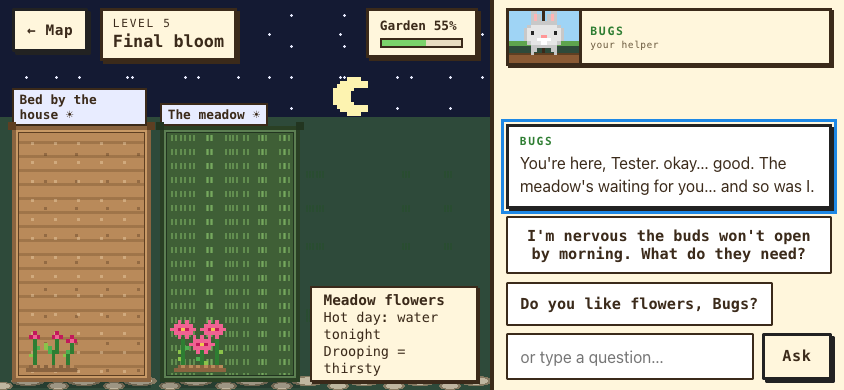 ← Map
LEVEL 5
Final bloom
Garden 55%
Bed by the
house ☀
The meadow ☀
Meadow flowers
Hot day: water
tonight
Drooping =
thirsty
BUGS
your helper
BUGS
You're here, Tester. okay... good. The
meadow's waiting for you... and so was I.
I'm nervous the buds won't open
by morning. What do they need?
Do you like flowers, Bugs?
or type a question...
Ask